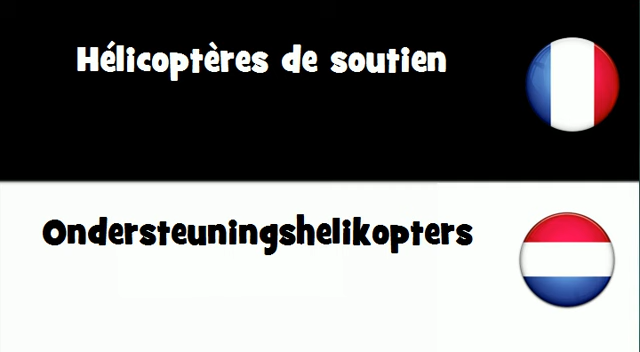 Hélicoptères de soutien
Ondersteuningshelikopters